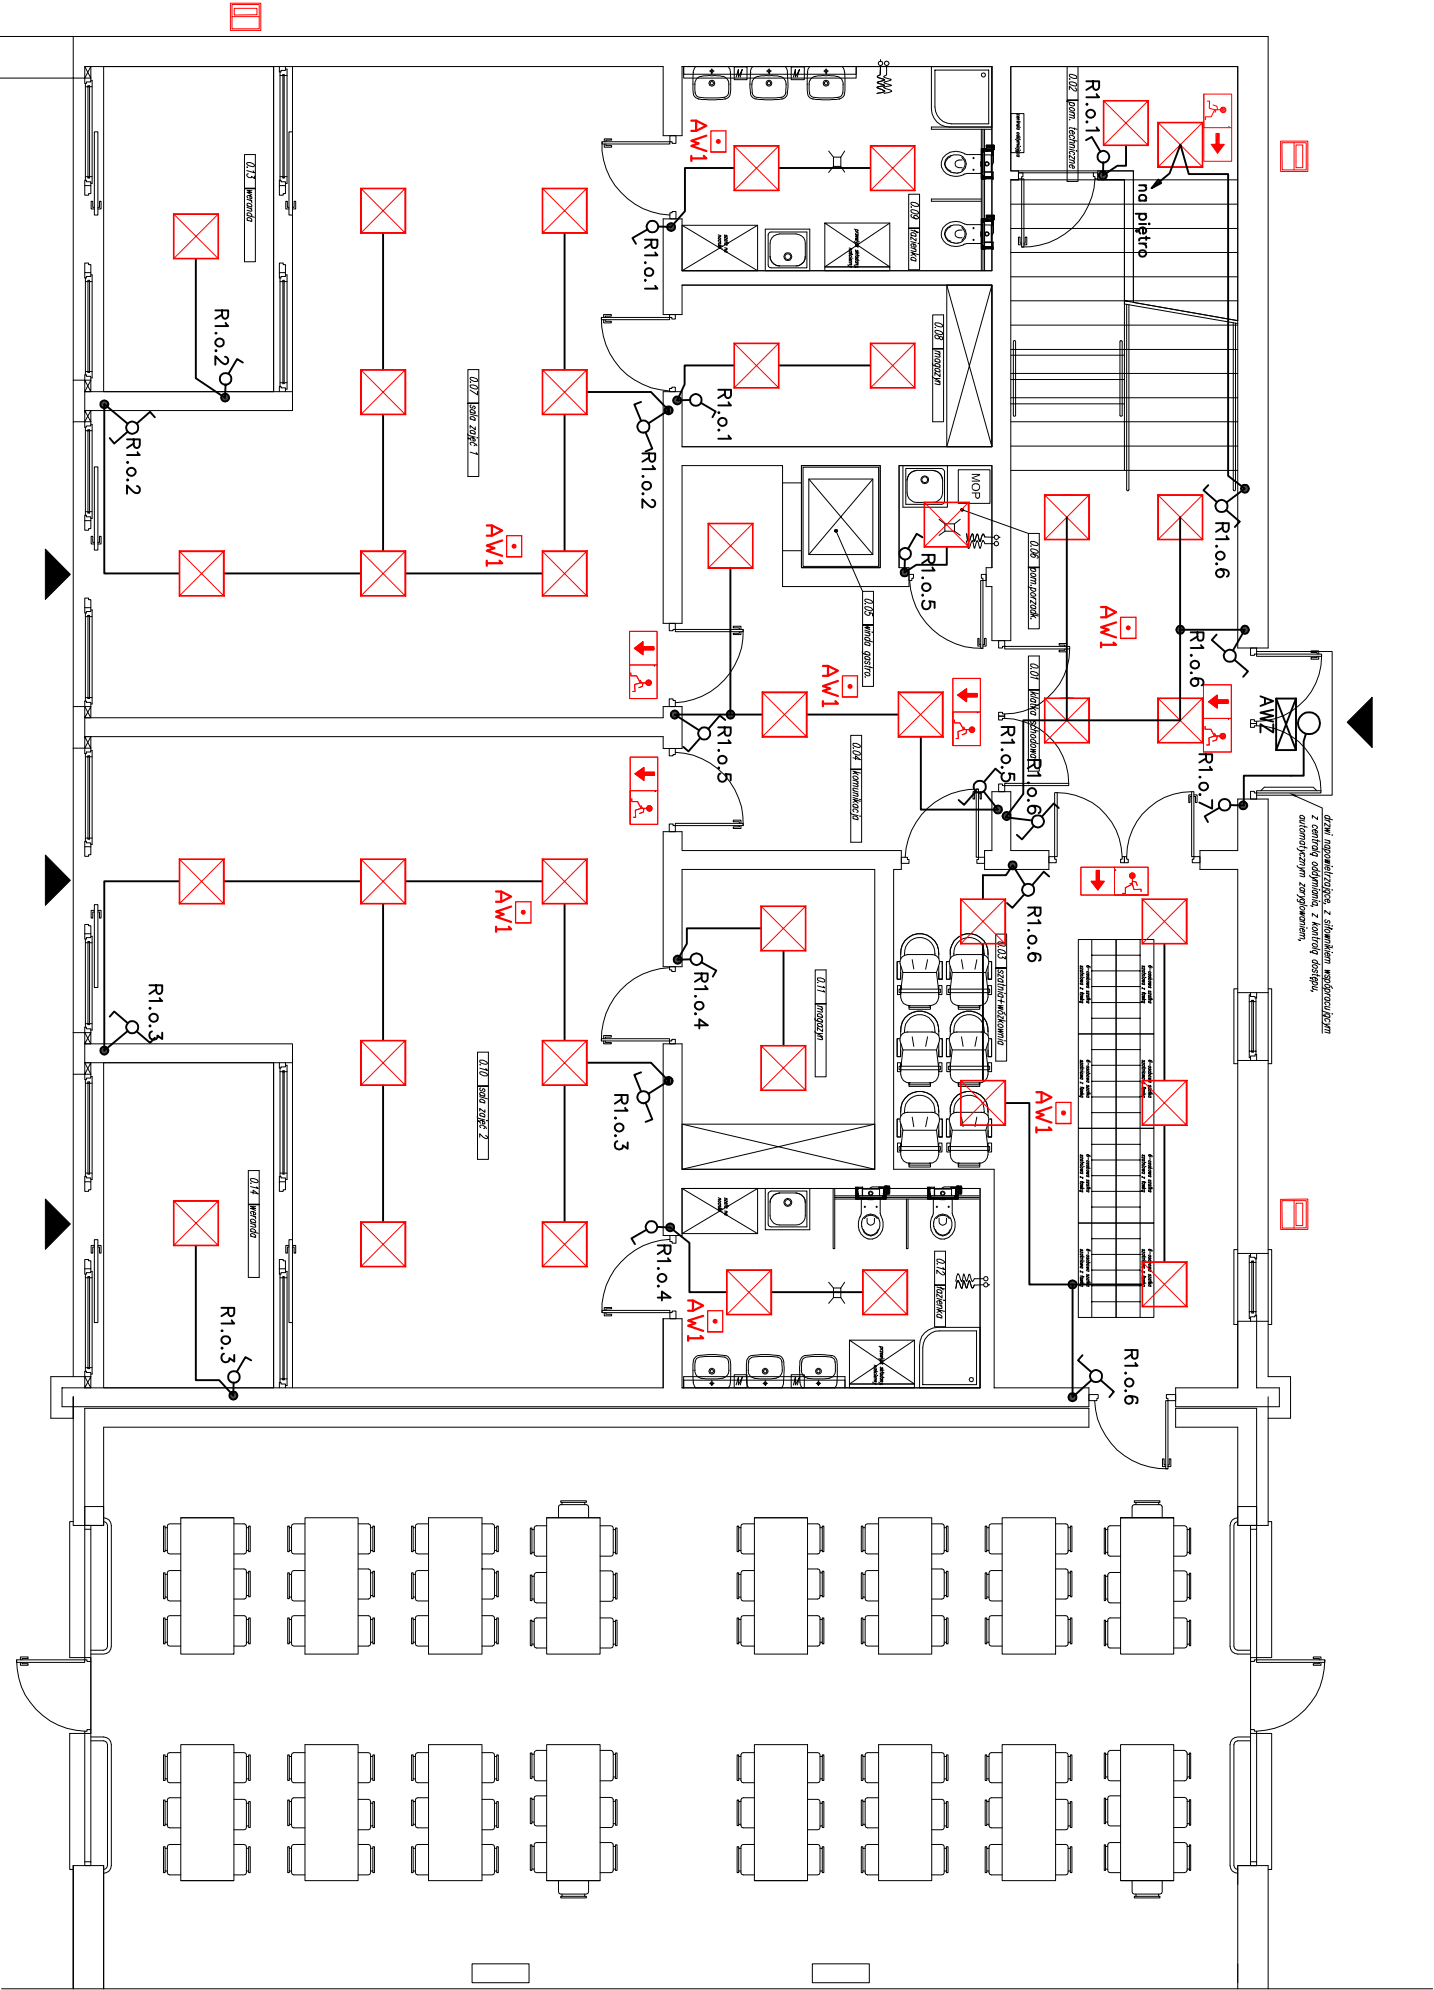 0.02 pom. techniczne
R1.o.1
na piętro
AW1
0.09 łazienka
R1.o.1
0.13 weranda
R1.o.2
0.08 magazyn
R1.o.1
0.07 sala zajęć 1
R1.o.2
R1.o.2
MOP
R1.o.6
AW1
0.06 pom.porządk.
R1.o.5
0.05 winda gastro.
AW1
AW1
R1.o.6
0.01 klatka schodowa
AWZ
R1.o.5
R1.o.5
R1.o.6
R1.o.7
0.04 komunikacja
drzwi napowietrzające, z siłownikiem współpracującym
z centralą oddymiania, z kontrolą dostępu,
automatycznym zaryglowaniem,
R1.o.6
0.03 szatnia+wózkownia
AW1
R1.o.4
0.11 magazyn
R1.o.3
0.10 sala zajęć 2
R1.o.3
AW1
0.14 weranda
R1.o.3
R1.o.4
0.12 łazienka
AW1
R1.o.6